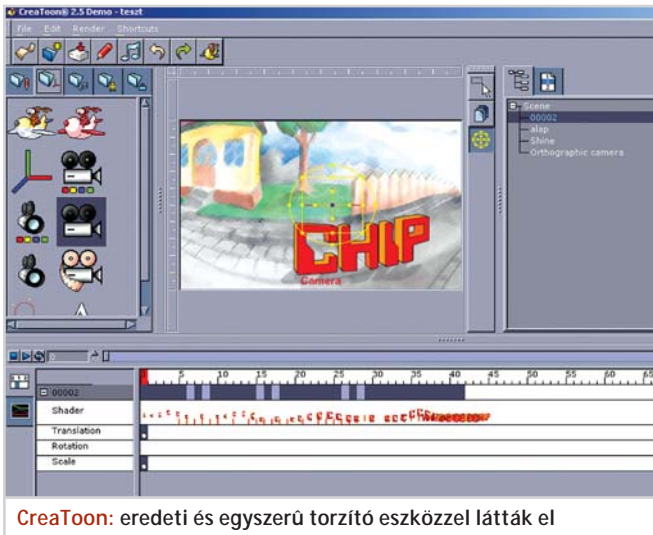 CreaToon® 2.5 Demo - teszt
File Edit Render Shortcuts
Scene
00002
alap
Shine
Orthographic camera
CHIP
Camera
5 10 15 20 25 30 35 40 45 50 55 60 65
00002
Shader
Translation
Rotation
Scale
CreaToon: eredeti és egyszerû torzító eszközzel látták el